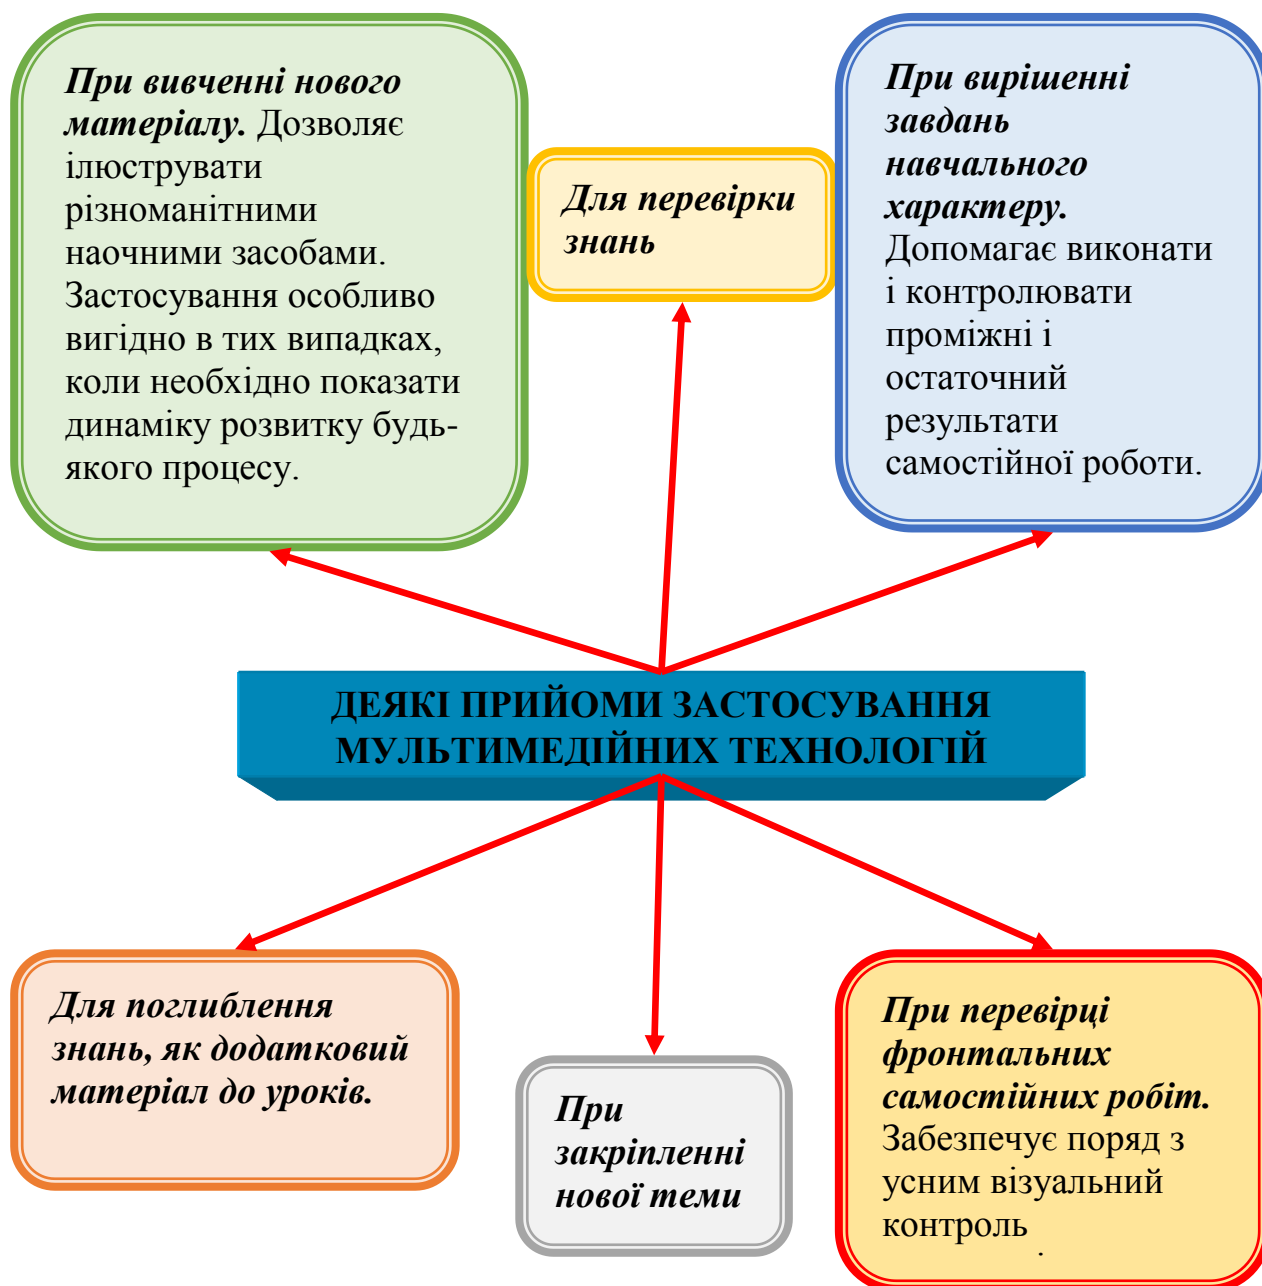 При вивченні нового
матеріалу. Дозволяє
ілюструвати
різноманітними
наочними засобами.
Застосування особливо
вигідно в тих випадках,
коли необхідно показати
динаміку розвитку будь-
якого процесу.
Для перевірки
знань
При вирішенні
завдань
навчального
характеру.
Допомагає виконати
і контролювати
проміжні і
остаточний
результати
самостійної роботи.
ДЕЯКІ ПРИЙОМИ ЗАСТОСУВАННЯ
МУЛЬТИМЕДІЙНИХ ТЕХНОЛОГІЙ
Для поглиблення
знань, як додатковий
матеріал до уроків.
При
закріпленні
нової теми
При перевірці
фронтальних
самостійних робіт.
Забезпечує поряд з
усним візуальний
контроль